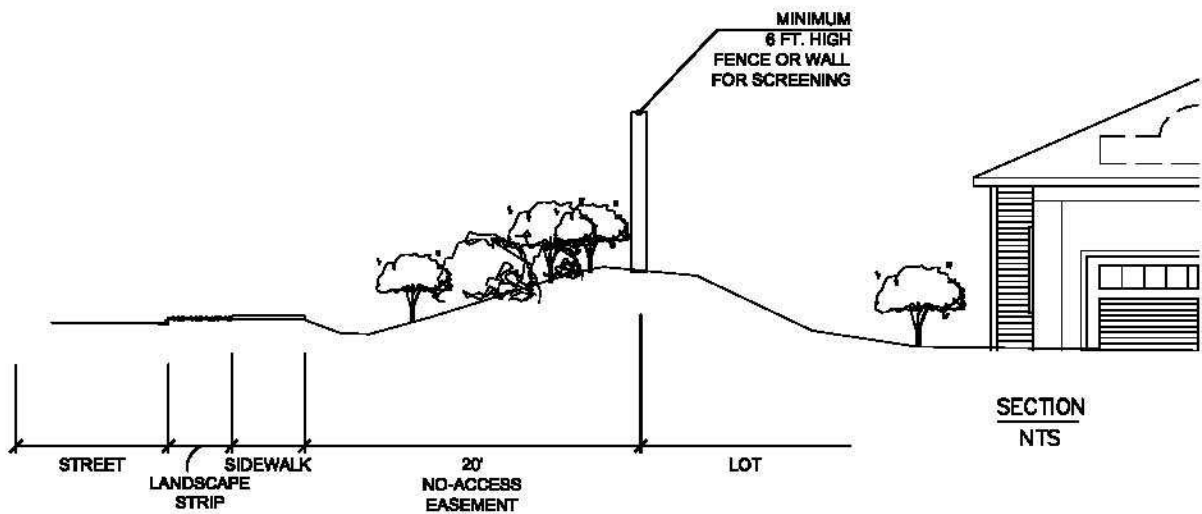 MINIMUM
6 FT. HIGH
FENCE OR WALL
FOR SCREENING
SECTION
NTS
STREET
LANDSCAPE
STRIP
SIDEWALK
20'
NO-ACCESS
EASEMENT
LOT